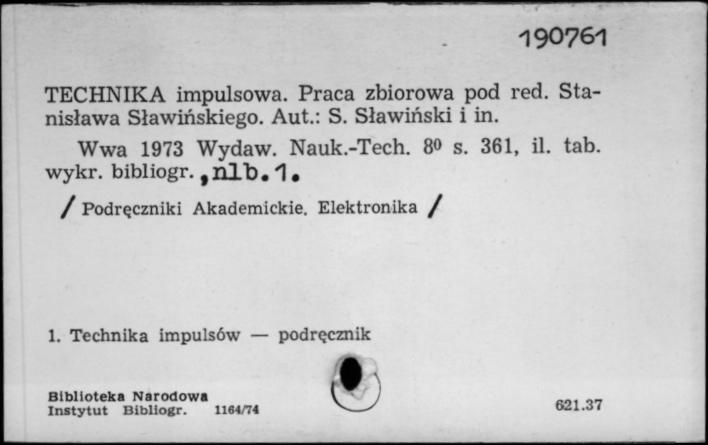 190761
TECHNIKA impulsowa. Praca zbiorowa pod red. Sta-
nisława Sławińskiego. Aut.: S. Sławiński i in.
Wwa 1973 Wydaw. Nauk.-Tech. 8⁰ s. 361, il. tab.
wykr. bibliogr. , nlb. 1.
/ Podręczniki Akademickie. Elektronika /
1. Technika impulsów — podręcznik
Biblioteka Narodowa
Instytut Bibliogr. 1164/74
621.37